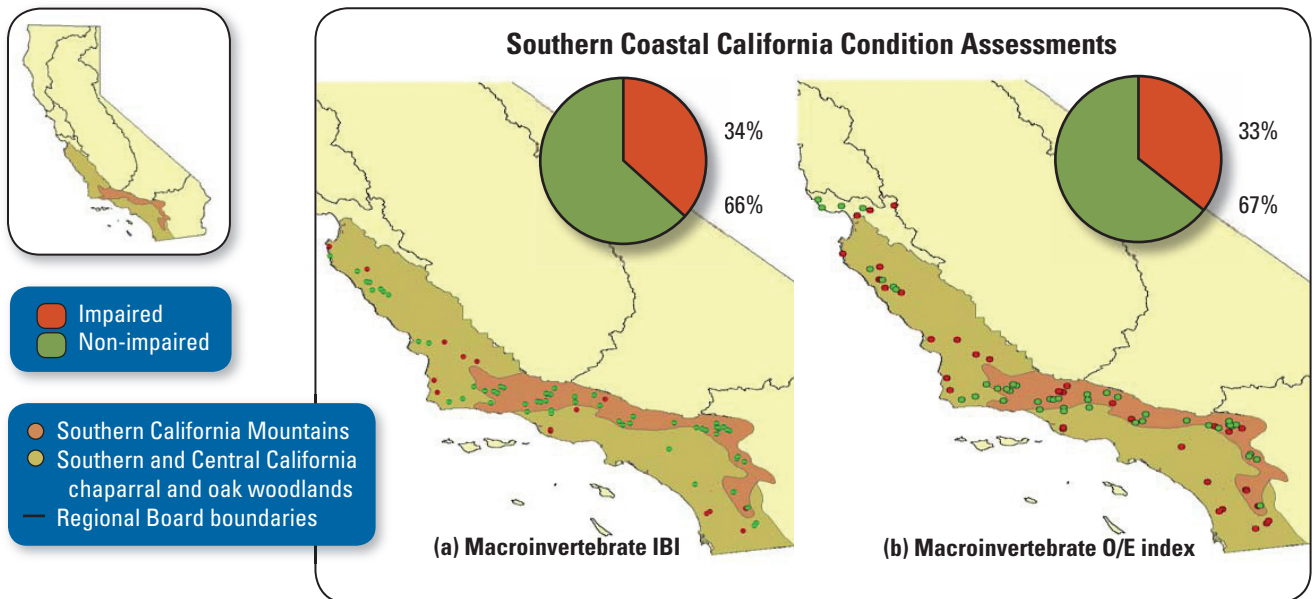 Southern Coastal California Condition Assessments
34%
66%
33%
67%
Impaired
Non-impaired
Southern California Mountains
Southern and Central California
chaparral and oak woodlands
Regional Board boundaries
(a) Macroinvertebrate IBI
(b) Macroinvertebrate O/E index